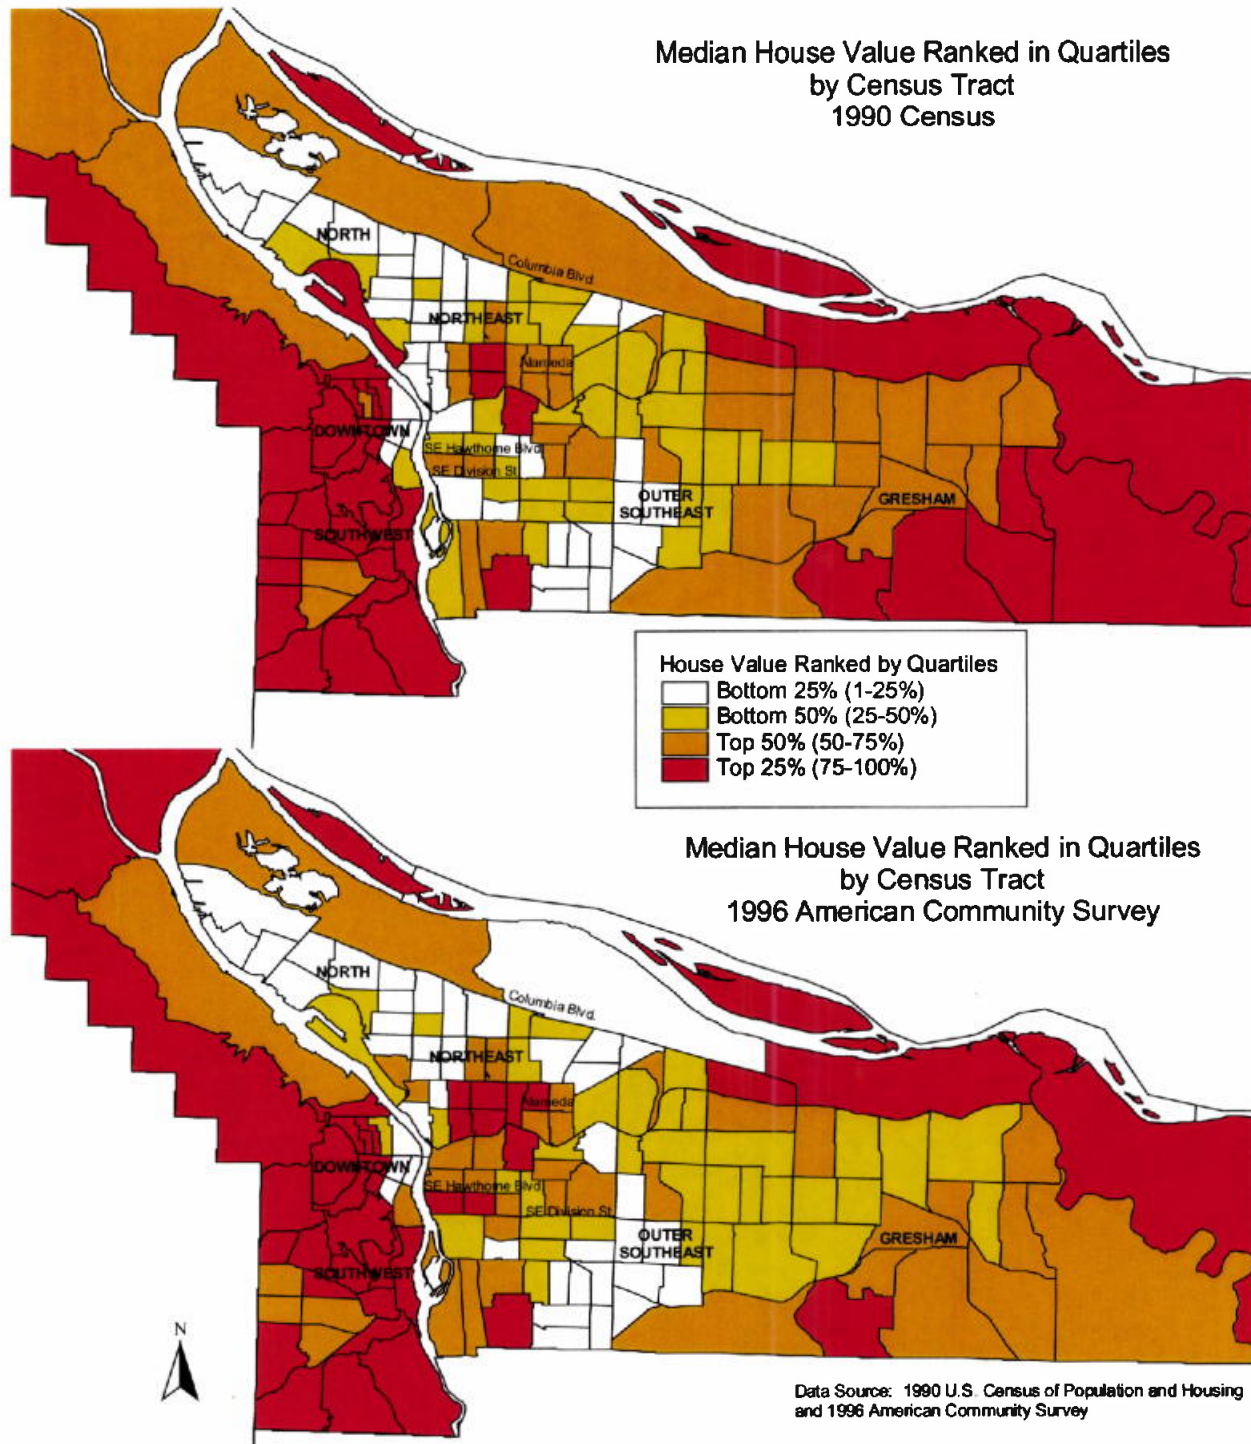 Median House Value Ranked in Quartiles
by Census Tract
1990 Census
NORTH
Columbia Blvd.
NORTHEAST
Alameda
DOWNTOWN
SE Hawthorne Blvd.
SE Division St.
OUTER
SOUTHEAST
GRESHAM
SOUTHWEST
House Value Ranked by Quartiles
Bottom 25% (1-25%)
Bottom 50% (25-50%)
Top 50% (50-75%)
Top 25% (75-100%)
Median House Value Ranked in Quartiles
by Census Tract
1996 American Community Survey
NORTH
Columbia Blvd.
NORTHEAST
Alameda
DOWNTOWN
SE Hawthorne Blvd.
SE Division St.
OUTER
SOUTHEAST
GRESHAM
SOUTHWEST
N
Data Source: 1990 U.S. Census of Population and Housing
and 1996 American Community Survey